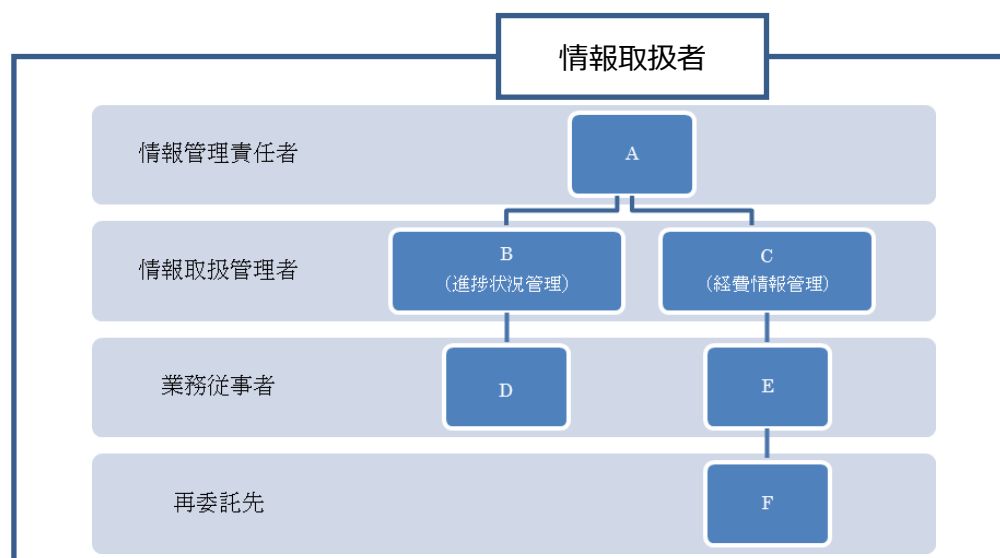 情報取扱者
情報管理責任者
A
情報取扱管理者
B
（進捗状況管理）
C
（経費情報管理）
業務従事者
D
E
再委託先
F